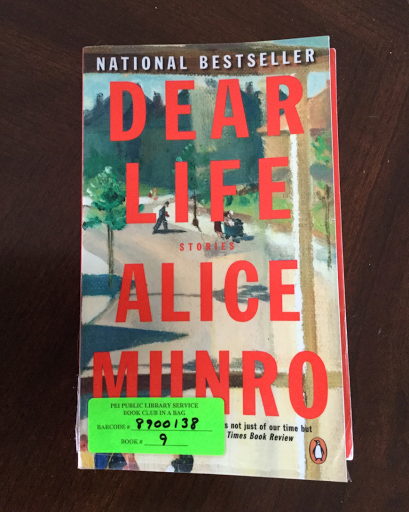 NATIONAL BESTSELLER
DEAR
LIFE
STORIES
ALICE
MUNRO
PEI PUBLIC LIBRARY SERVICE
BOOK CLUB IN A BAG
BARCODE # 8900138
BOOK # 9
is not just of our time but
Times Book Review